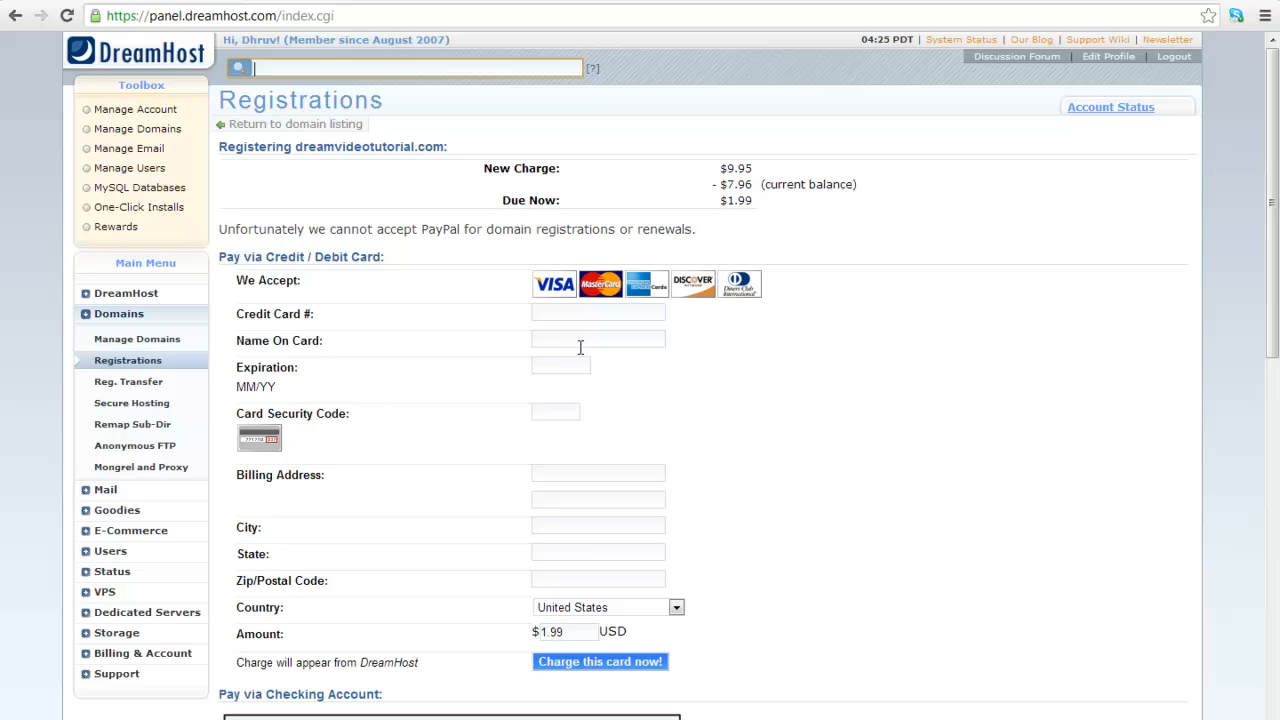 https://panel.dreamhost.com/index.cgi
DreamHost
Hi, Dhruv! (Member since August 2007)
04:25 PDT | System Status | Our Blog | Support Wiki | Newsletter
Discussion Forum | Edit Profile | Logout
[?]
Toolbox
Manage Account
Manage Domains
Manage Email
Manage Users
MySQL Databases
One-Click Installs
Rewards
Main Menu
DreamHost
Domains
Manage Domains
Registrations
Reg. Transfer
Secure Hosting
Remap Sub-Dir
Anonymous FTP
Mongrel and Proxy
Mail
Goodies
E-Commerce
Users
Status
VPS
Dedicated Servers
Storage
Billing & Account
Support
Registrations
Account Status
Return to domain listing
Registering dreamvideotutorial.com:
New Charge: $9.95
- $7.96 (current balance)
Due Now: $1.99
Unfortunately we cannot accept PayPal for domain registrations or renewals.
Pay via Credit / Debit Card:
We Accept: VISA MasterCard Cards DISCOVER Diners Club International
Credit Card #:
Name On Card:
Expiration:
MM/YY
Card Security Code:
Billing Address:
City:
State:
Zip/Postal Code:
Country: United States
Amount: $1.99 USD
Charge will appear from DreamHost Charge this card now!
Pay via Checking Account: